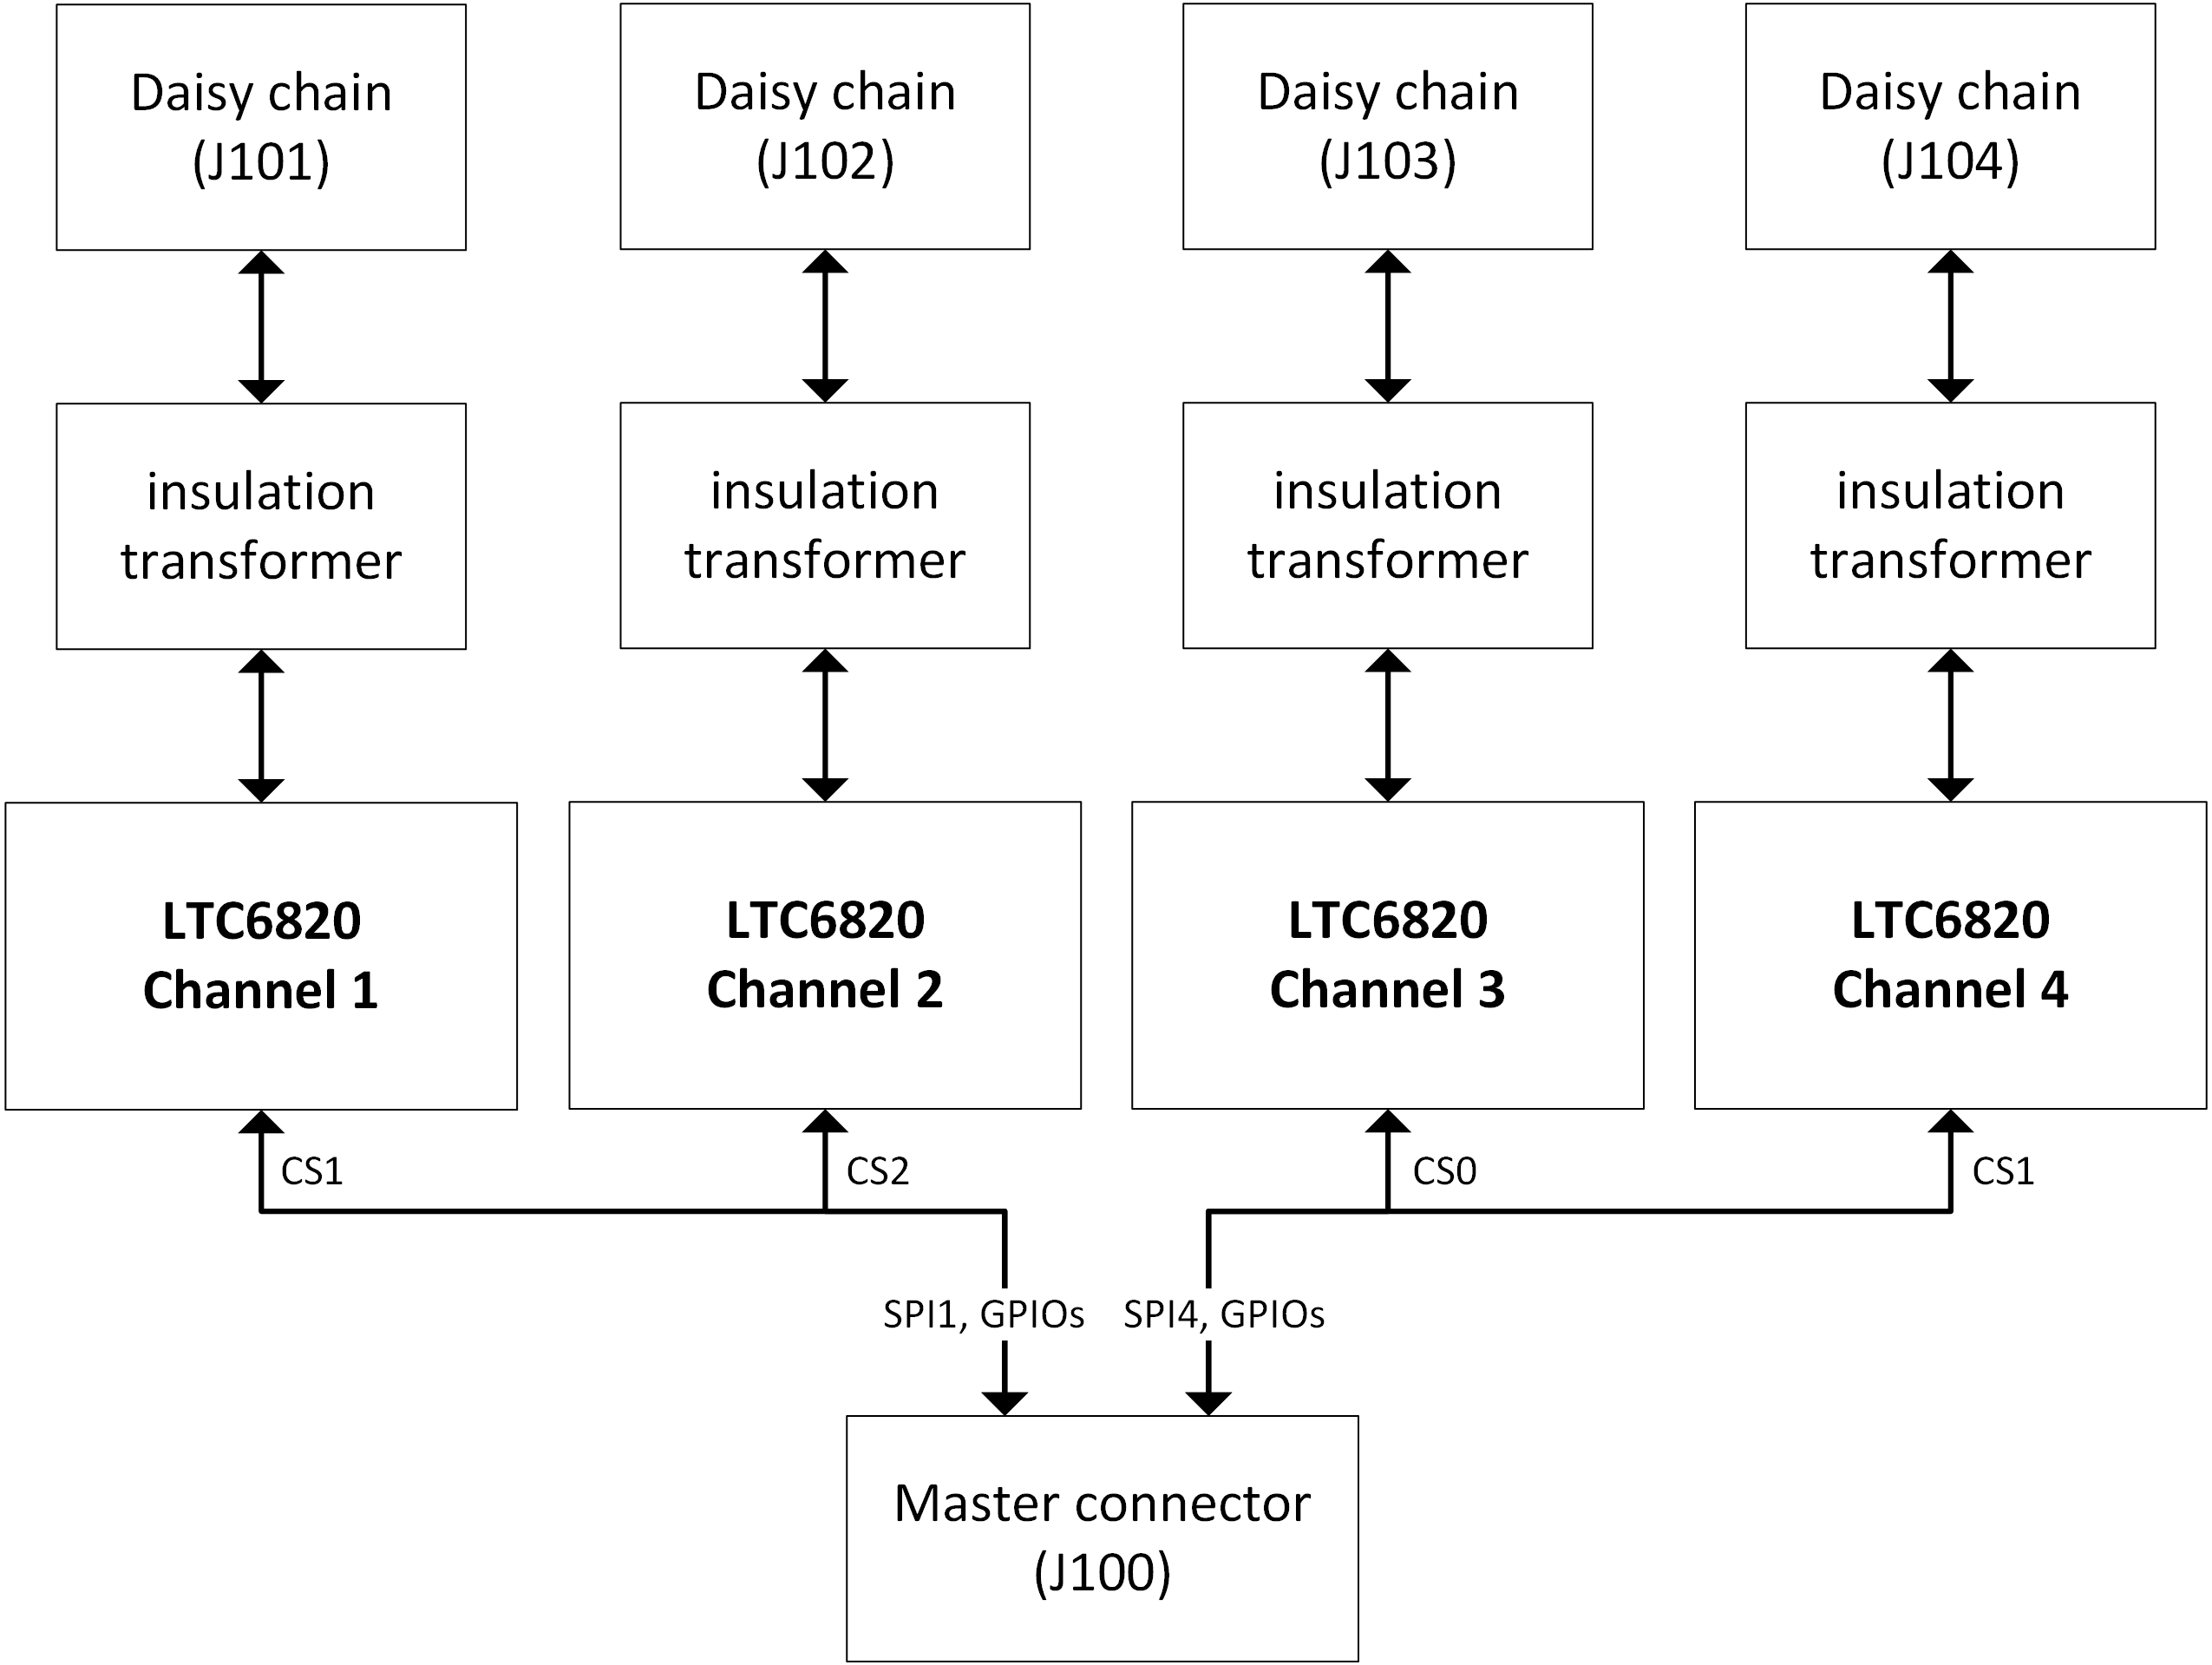 Daisy chain
(J101)
Daisy chain
(J102)
Daisy chain
(J103)
Daisy chain
(J104)
insulation
transformer
insulation
transformer
insulation
transformer
insulation
transformer
LTC6820
Channel 1
LTC6820
Channel 2
LTC6820
Channel 3
LTC6820
Channel 4
CS1
CS2
CS0
CS1
SPI1, GPIOs
SPI4, GPIOs
Master connector
(J100)